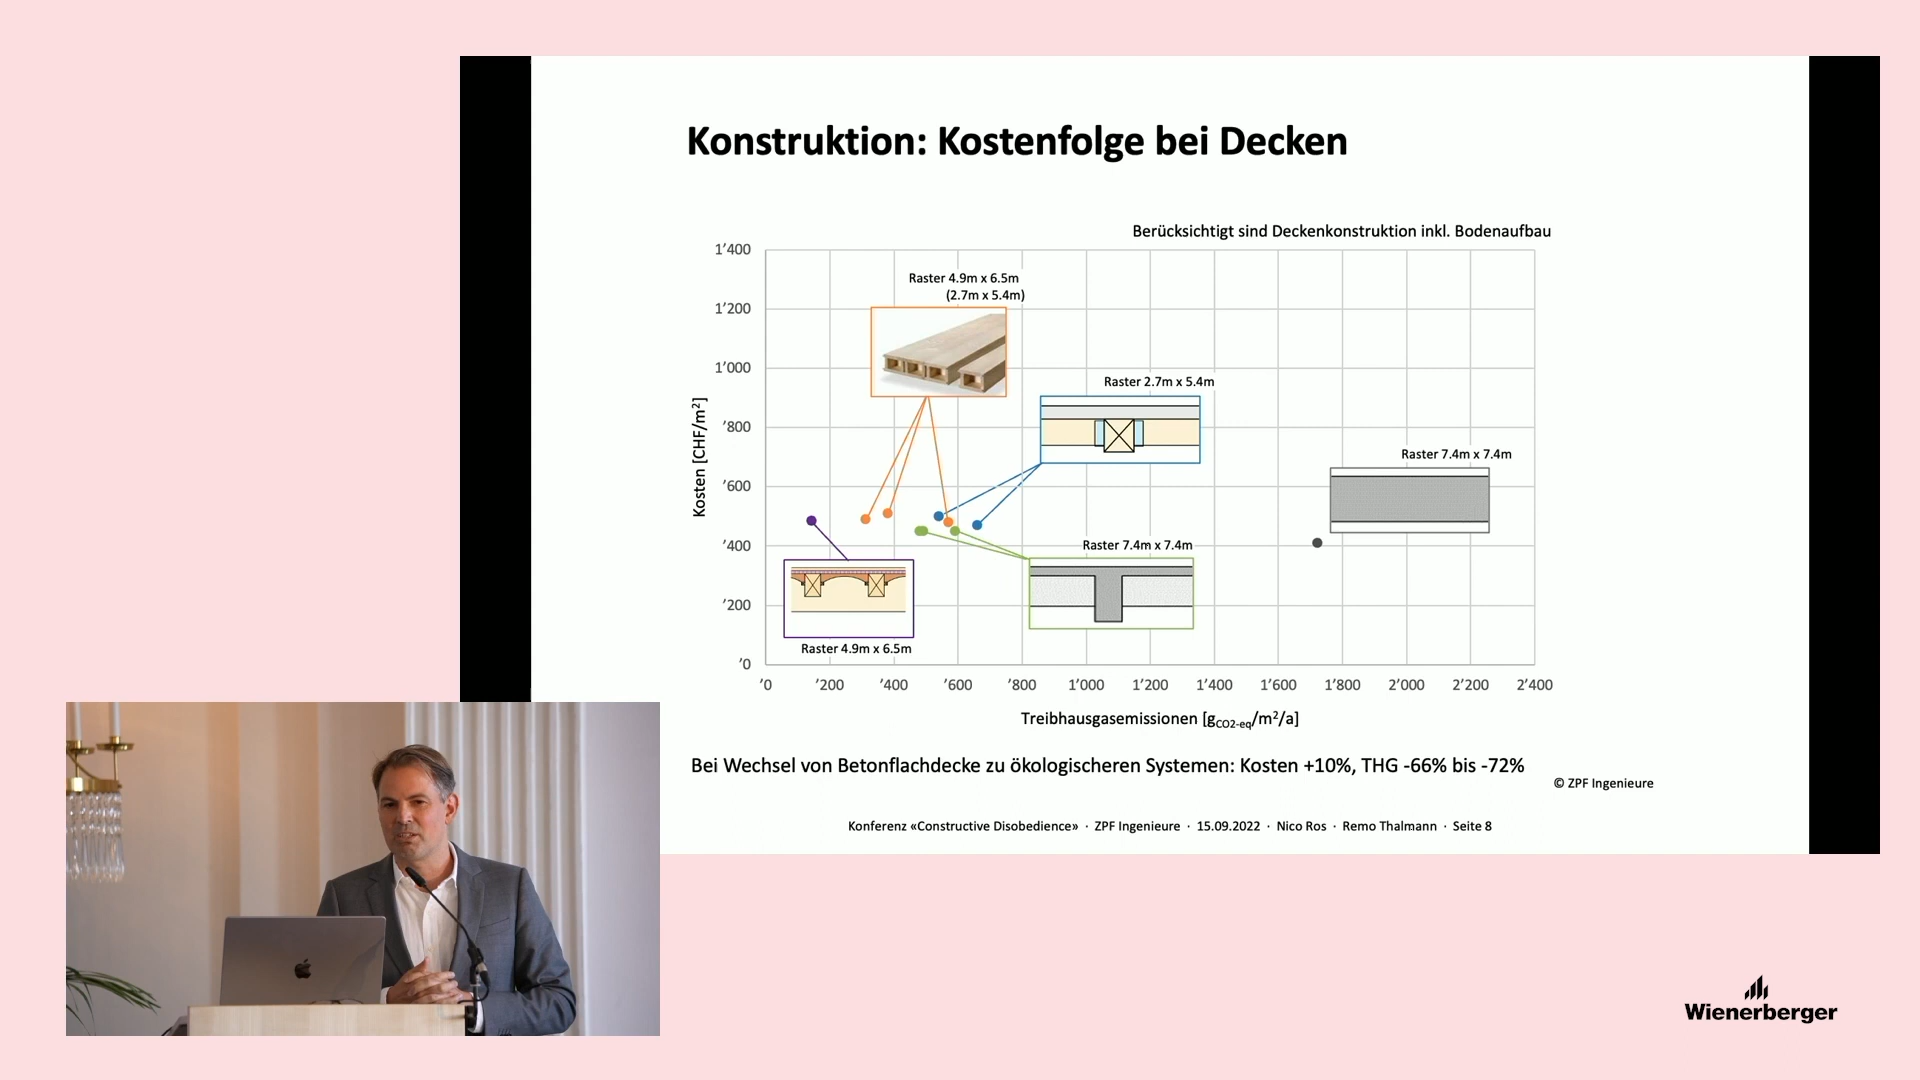 Konstruktion: Kostenfolge bei Decken
Berücksichtigt sind Deckenkonstruktion inkl. Bodenaufbau
Kosten [CHF/m²]
1’400
1’200
1’000
’800
’600
’400
’200
’0
Raster 4.9m x 6.5m
(2.7m x 5.4m)
Raster 2.7m x 5.4m
Raster 7.4m x 7.4m
Raster 7.4m x 7.4m
Raster 4.9m x 6.5m
’0 ’200 ’400 ’600 ’800 1’000 1’200 1’400 1’600 1’800 2’000 2’200 2’400
Treibhausgasemissionen [gCO2-eq/m²/a]
Bei Wechsel von Betonflachdecke zu ökologischeren Systemen: Kosten +10%, THG -66% bis -72%
© ZPF Ingenieure
Konferenz «Constructive Disobedience» · ZPF Ingenieure · 15.09.2022 · Nico Ros · Remo Thalmann · Seite 8
Wienerberger